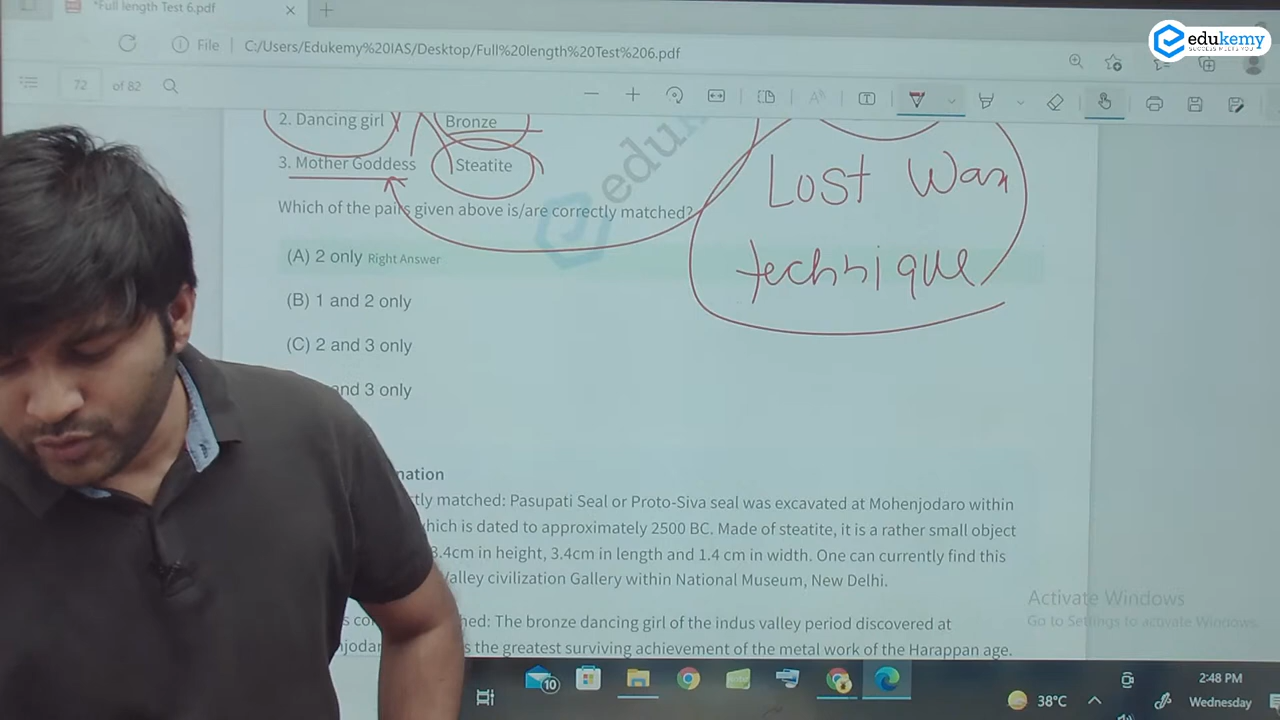 *Full length Test 6.pdf
File C:/Users/Edukemy%20IAS/Desktop/Full%20length%20Test%206.pdf
edukemy
72 of 82
2. Dancing girl Bronze
3. Mother Goddess Steatite
Lost Wax
technique
Which of the pairs given above is/are correctly matched?
(A) 2 only Right Answer
(B) 1 and 2 only
(C) 2 and 3 only
and 3 only
nation
ctly matched: Pasupati Seal or Proto-Siva seal was excavated at Mohenjodaro within
which is dated to approximately 2500 BC. Made of steatite, it is a rather small object
3.4cm in height, 3.4cm in length and 1.4 cm in width. One can currently find this
Valley civilization Gallery within National Museum, New Delhi.
Activate Windows
Go to Settings to activate Windows.
s co hed: The bronze dancing girl of the indus valley period discovered at
njodar s the greatest surviving achievement of the metal work of the Harappan age.
10
38°C
2:48 PM
Wednesday